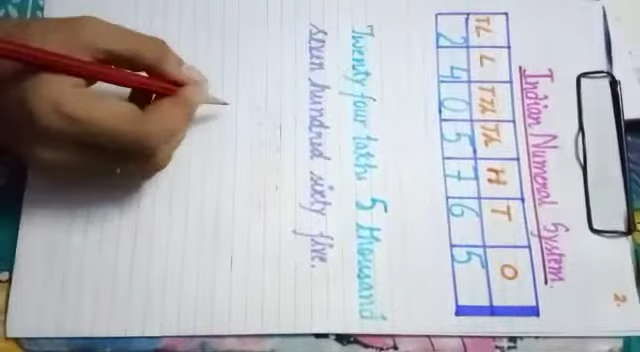 2.
Indian Numeral System.
TL L TTh Th H T O
2 4 0 5 7 6 5
Twenty four lakhs 5 thousand
seven hundred sixty five.